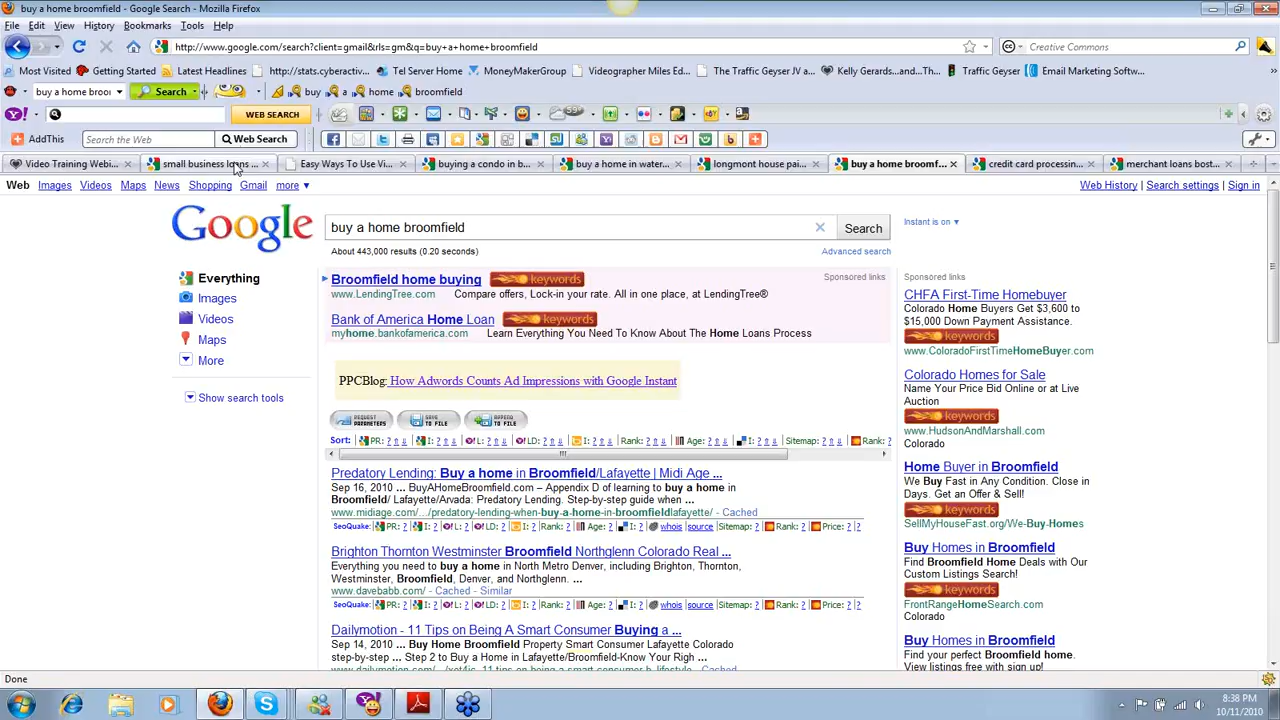 buy a home broomfield - Google Search - Mozilla Firefox
File Edit View History Bookmarks Tools Help
http://www.google.com/search?client=gmail&rls=gm&q=buy+a+home+broomfield
Creative Commons
Most Visited Getting Started Latest Headlines http://stats.cyberactiv... Tel Server Home MoneyMakerGroup Videographer Miles Ed... The Traffic Geyser JV a... Kelly Gerards...and Th... Traffic Geyser Email Marketing Softw...
buy a home broo Search buy a home broomfield
WEB SEARCH
AddThis Search the Web Web Search
Video Training Webi... small business loans ... Easy Ways To Use Vi... buying a condo in b... buy a home in water... longmont house pai... buy a home broomf... credit card processin... merchant loans bost...
Web Images Videos Maps News Shopping Gmail more
Web History | Search settings | Sign in
Google
buy a home broomfield
Search
Instant is on
About 443,000 results (0.20 seconds)
Advanced search
Everything
Images
Videos
Maps
More
Show search tools
Broomfield home buying keywords
Sponsored links
www.LendingTree.com Compare offers, Lock-in your rate. All in one place, at LendingTree®
Bank of America Home Loan keywords
myhome.bankofamerica.com Learn Everything You Need To Know About The Home Loans Process
PPCBlog: How Adwords Counts Ad Impressions with Google Instant
REQUEST PARAMETERS SAVE TO FILE APPEND TO FILE
Sort: PR: I: L: LD: I: Rank: Age: I: Sitemap: Rank:
Predatory Lending: Buy a home in Broomfield/Lafayette | Midi Age ...
Sep 16, 2010 ... BuyAHomeBroomfield.com – Appendix D of learning to buy a home in
Broomfield/ Lafayette/Arvada: Predatory Lending. Step-by-step guide when ...
www.midiage.com/.../predatory-lending-when-buy-a-home-in-broomfieldlafayette/ - Cached
SeoQuake: PR: ? I: ? L: ? LD: ? I: ? Rank: ? Age: ? I: ? whois source Sitemap: ? Rank: ? Price: ?
Brighton Thornton Westminster Broomfield Northglenn Colorado Real ...
Everything you need to buy a home in North Metro Denver, including Brighton, Thornton,
Westminster, Broomfield, Denver, and Northglenn. ...
www.davebabb.com/ - Cached - Similar
SeoQuake: PR: ? I: ? L: ? LD: ? I: ? Rank: ? Age: ? I: ? whois source Sitemap: ? Rank: ? Price: ?
Dailymotion - 11 Tips on Being A Smart Consumer Buying a ...
Sep 14, 2010 ... Buy Home Broomfield Property Smart Consumer Lafayette Colorado
step-by-step ... Step 2 to Buy a Home in Lafayette/Broomfield-Know Your Righ ...
Sponsored links
CHFA First-Time Homebuyer
Colorado Home Buyers Get $3,600
to $15,000 Down Payment Assistance.
keywords
www.ColoradoFirstTimeHomeBuyer.com
Colorado Homes for Sale
Name Your Price Bid Online or at Live
Auction
keywords
www.HudsonAndMarshall.com
Colorado
Home Buyer in Broomfield
We Buy Fast in Any Condition. Close in
Days. Get an Offer & Sell!
keywords
SellMyHouseFast.org/We-Buy-Homes
Buy Homes in Broomfield
Find Broomfield Home Deals with Our
Custom Listings Search!
keywords
FrontRangeHomeSearch.com
Colorado
Buy Homes in Broomfield
Find your perfect Broomfield home.
View listings free with sign up!
Done
8:38 PM
10/11/2010